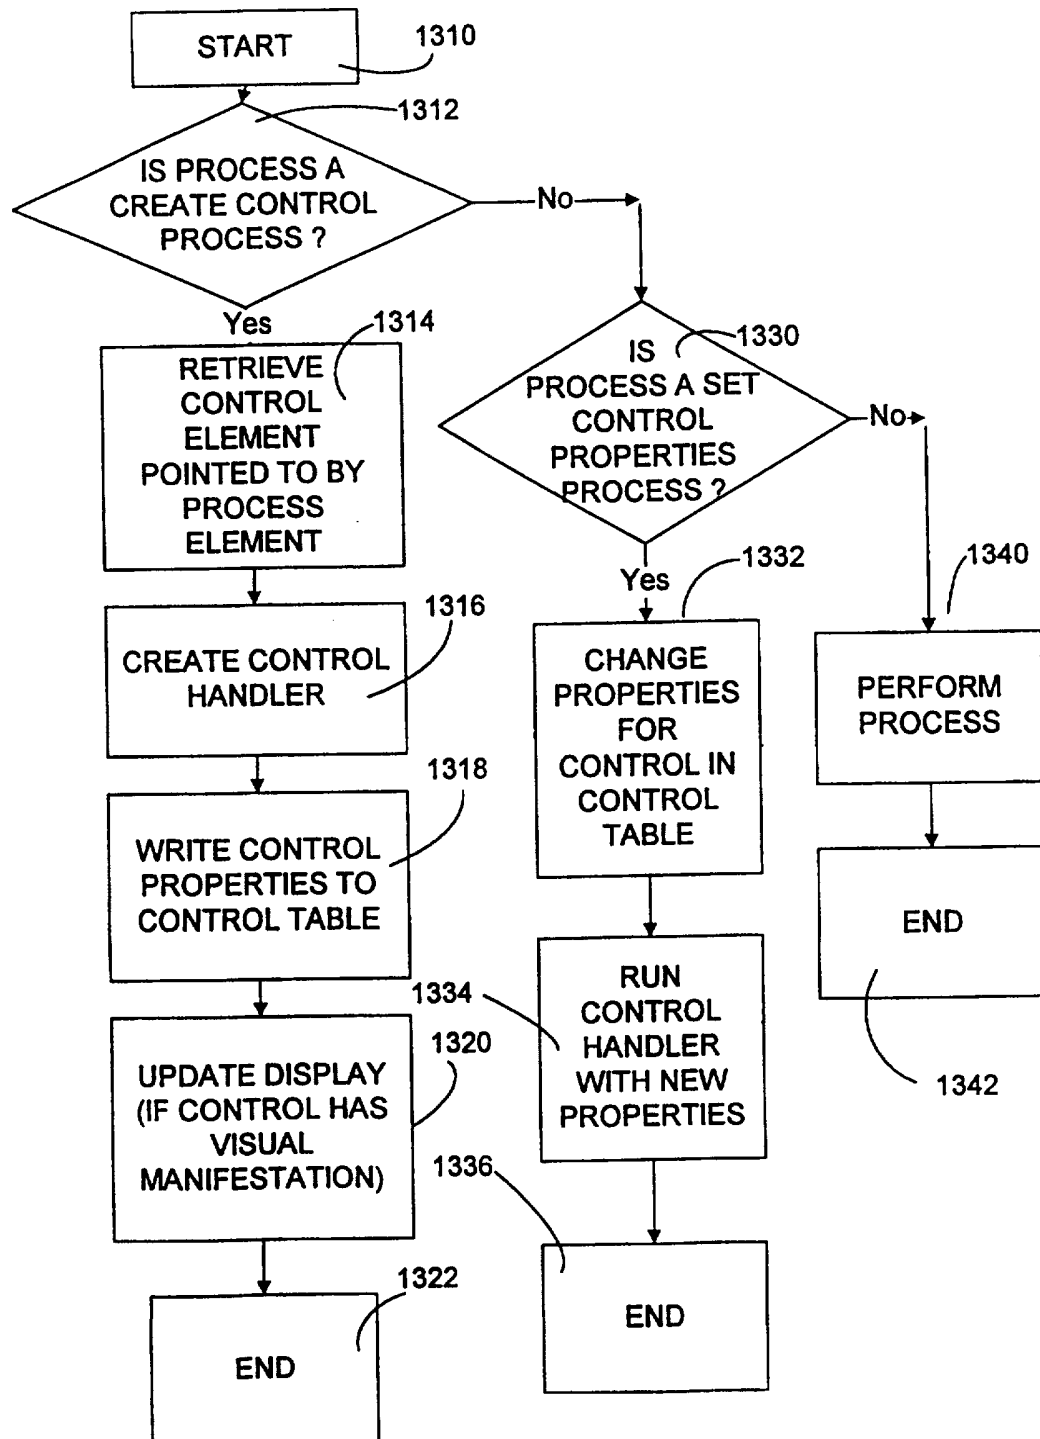 START
1310
1312
IS PROCESS A
CREATE CONTROL
PROCESS ?
No
Yes
1314
RETRIEVE
CONTROL
ELEMENT
POINTED TO BY
PROCESS
ELEMENT
1316
CREATE CONTROL
HANDLER
1318
WRITE CONTROL
PROPERTIES TO
CONTROL TABLE
1320
UPDATE DISPLAY
(IF CONTROL HAS
VISUAL
MANIFESTATION)
1322
END
1330
IS
PROCESS A SET
CONTROL
PROPERTIES
PROCESS ?
No
Yes
1332
CHANGE
PROPERTIES
FOR
CONTROL IN
CONTROL
TABLE
1334
RUN
CONTROL
HANDLER
WITH NEW
PROPERTIES
1336
END
1340
PERFORM
PROCESS
END
1342